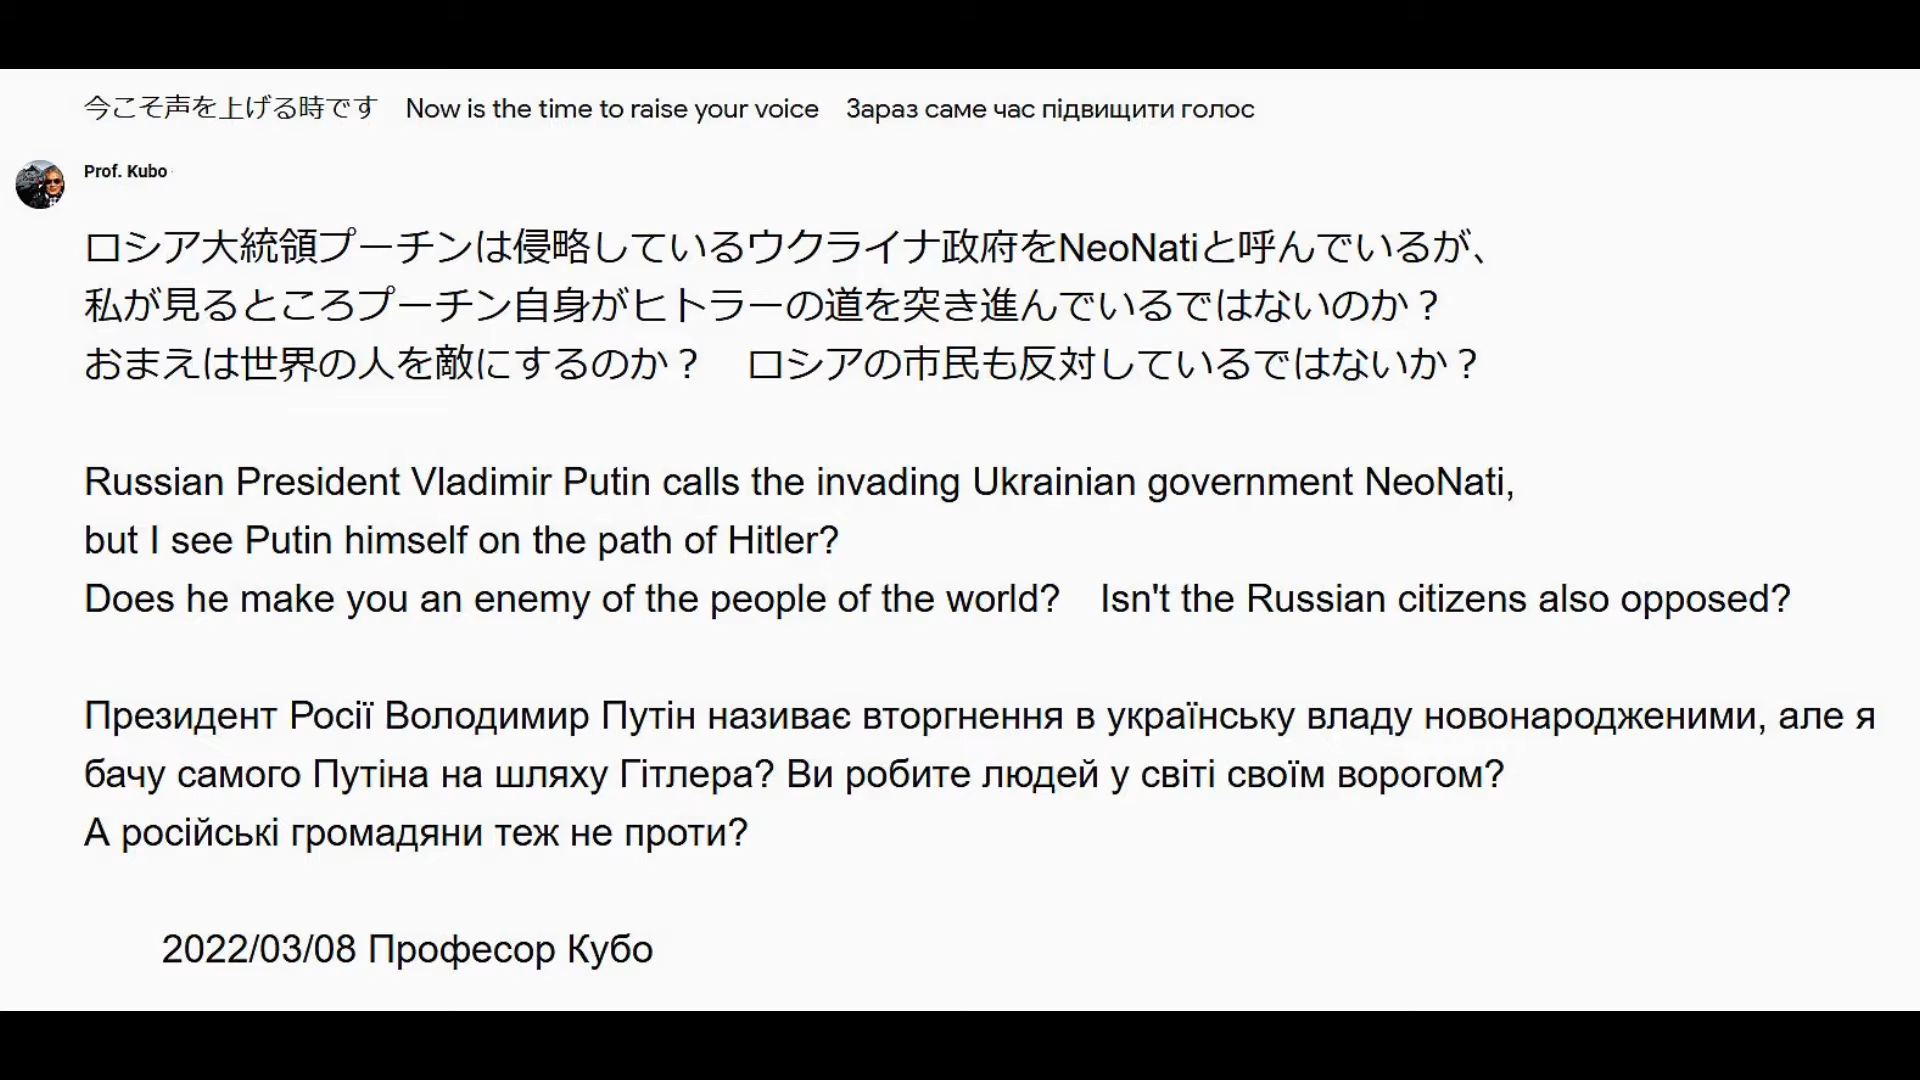 今こそ声を上げる時です Now is the time to raise your voice Зараз саме час підвищити голос
Prof. Kubo
ロシア大統領プーチンは侵略しているウクライナ政府をNeoNatiと呼んでいるが、
私が見るところプーチン自身がヒトラーの道を突き進んでいるではないのか？
おまえは世界の人を敵にするのか？ ロシアの市民も反対しているではないか？
Russian President Vladimir Putin calls the invading Ukrainian government NeoNati,
but I see Putin himself on the path of Hitler?
Does he make you an enemy of the people of the world? Isn't the Russian citizens also opposed?
Президент Росії Володимир Путін називає вторгнення в українську владу новонародженими, але я
бачу самого Путіна на шляху Гітлера? Ви робите людей у світі своїм ворогом?
А російські громадяни теж не проти?
2022/03/08 Професор Кубо